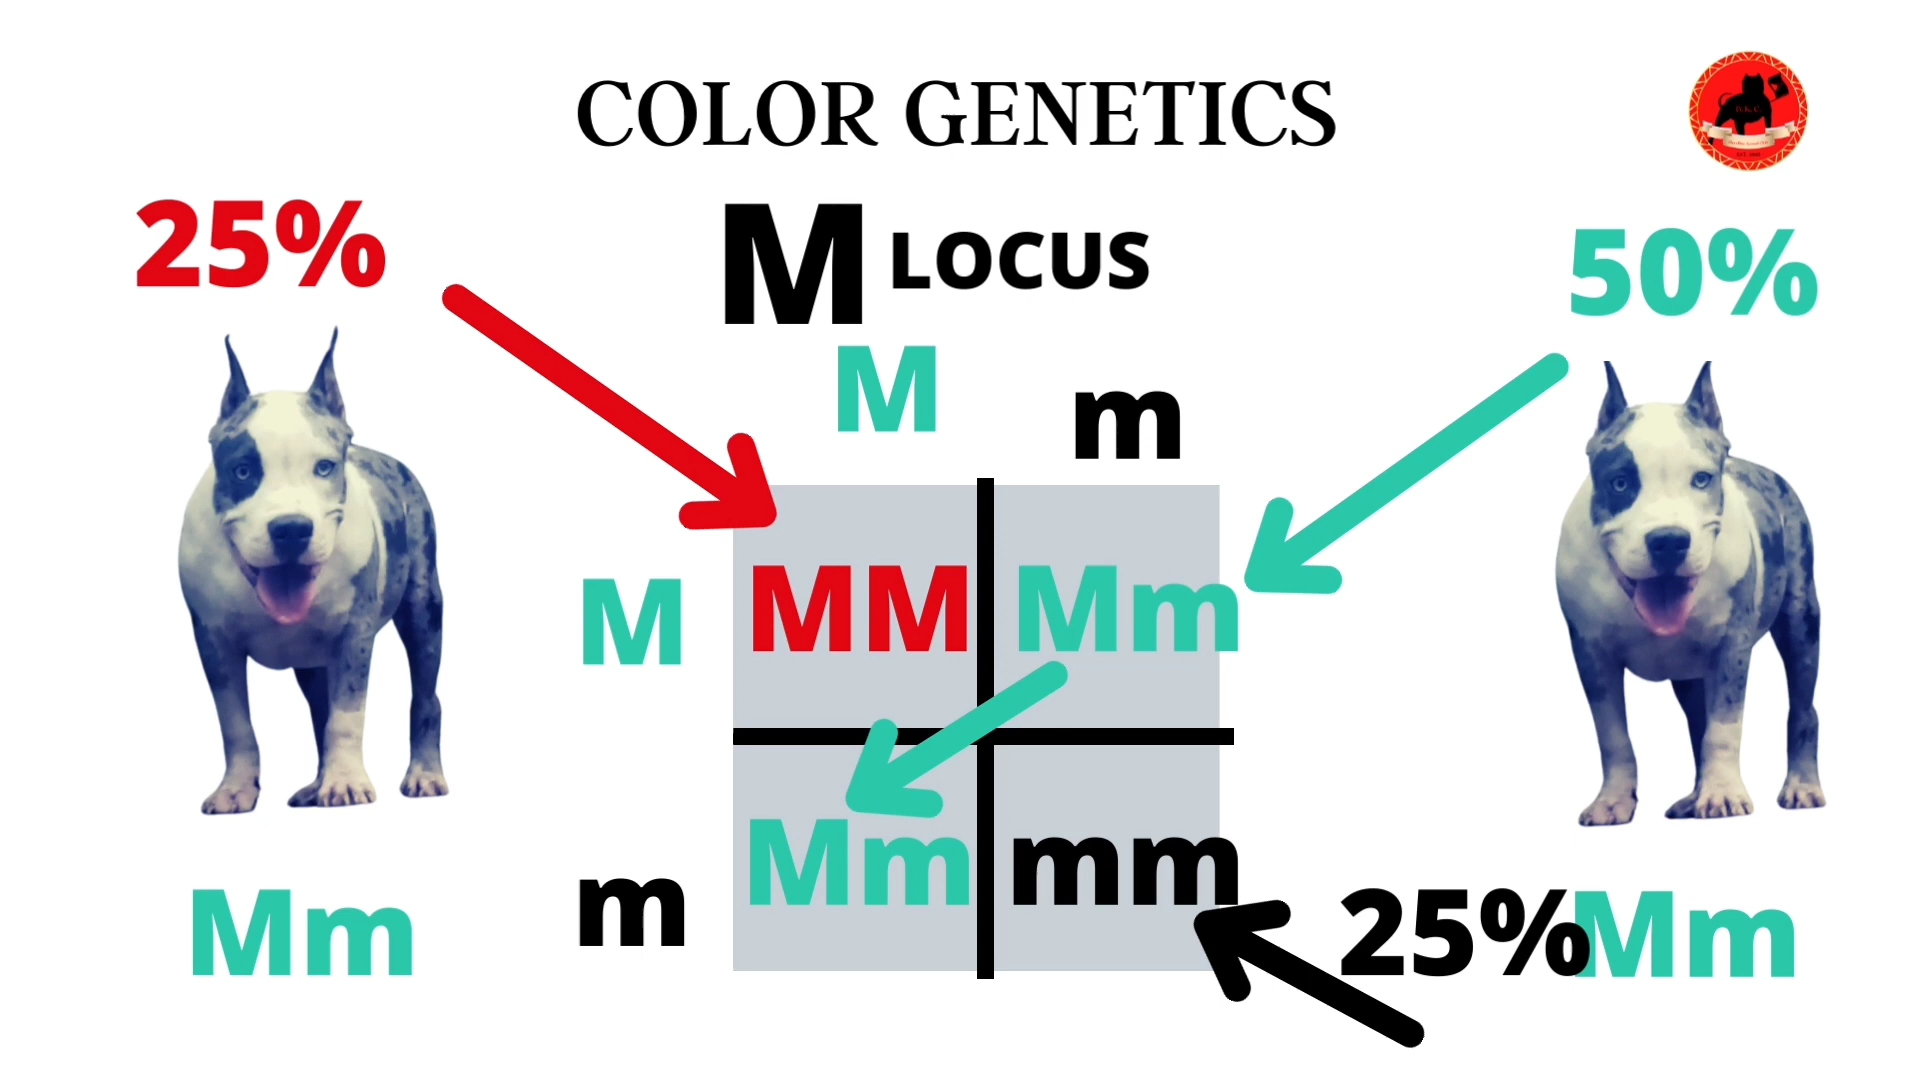 COLOR GENETICS
25%
M LOCUS
50%
M m
M MM Mm
m Mm mm
Mm
25%
Mm